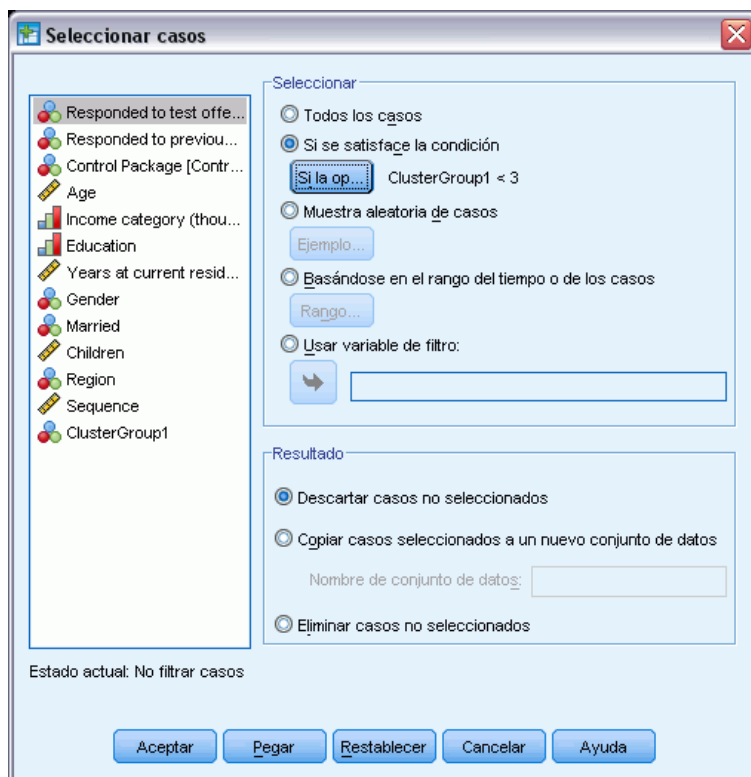 Seleccionar casos
Responded to test offe...
Responded to previou...
Control Package [Contr...
Age
Income category (thou...
Education
Years at current resid...
Gender
Married
Children
Region
Sequence
ClusterGroup1
Estado actual: No filtrar casos
Seleccionar
Todos los casos
Si se satisface la condición
Si la op... ClusterGroup1 < 3
Muestra aleatoria de casos
Ejemplo...
Basándose en el rango del tiempo o de los casos
Rango...
Usar variable de filtro:
Resultado
Descartar casos no seleccionados
Copiar casos seleccionados a un nuevo conjunto de datos
Nombre de conjunto de datos:
Eliminar casos no seleccionados
Aceptar Pegar Restablecer Cancelar Ayuda